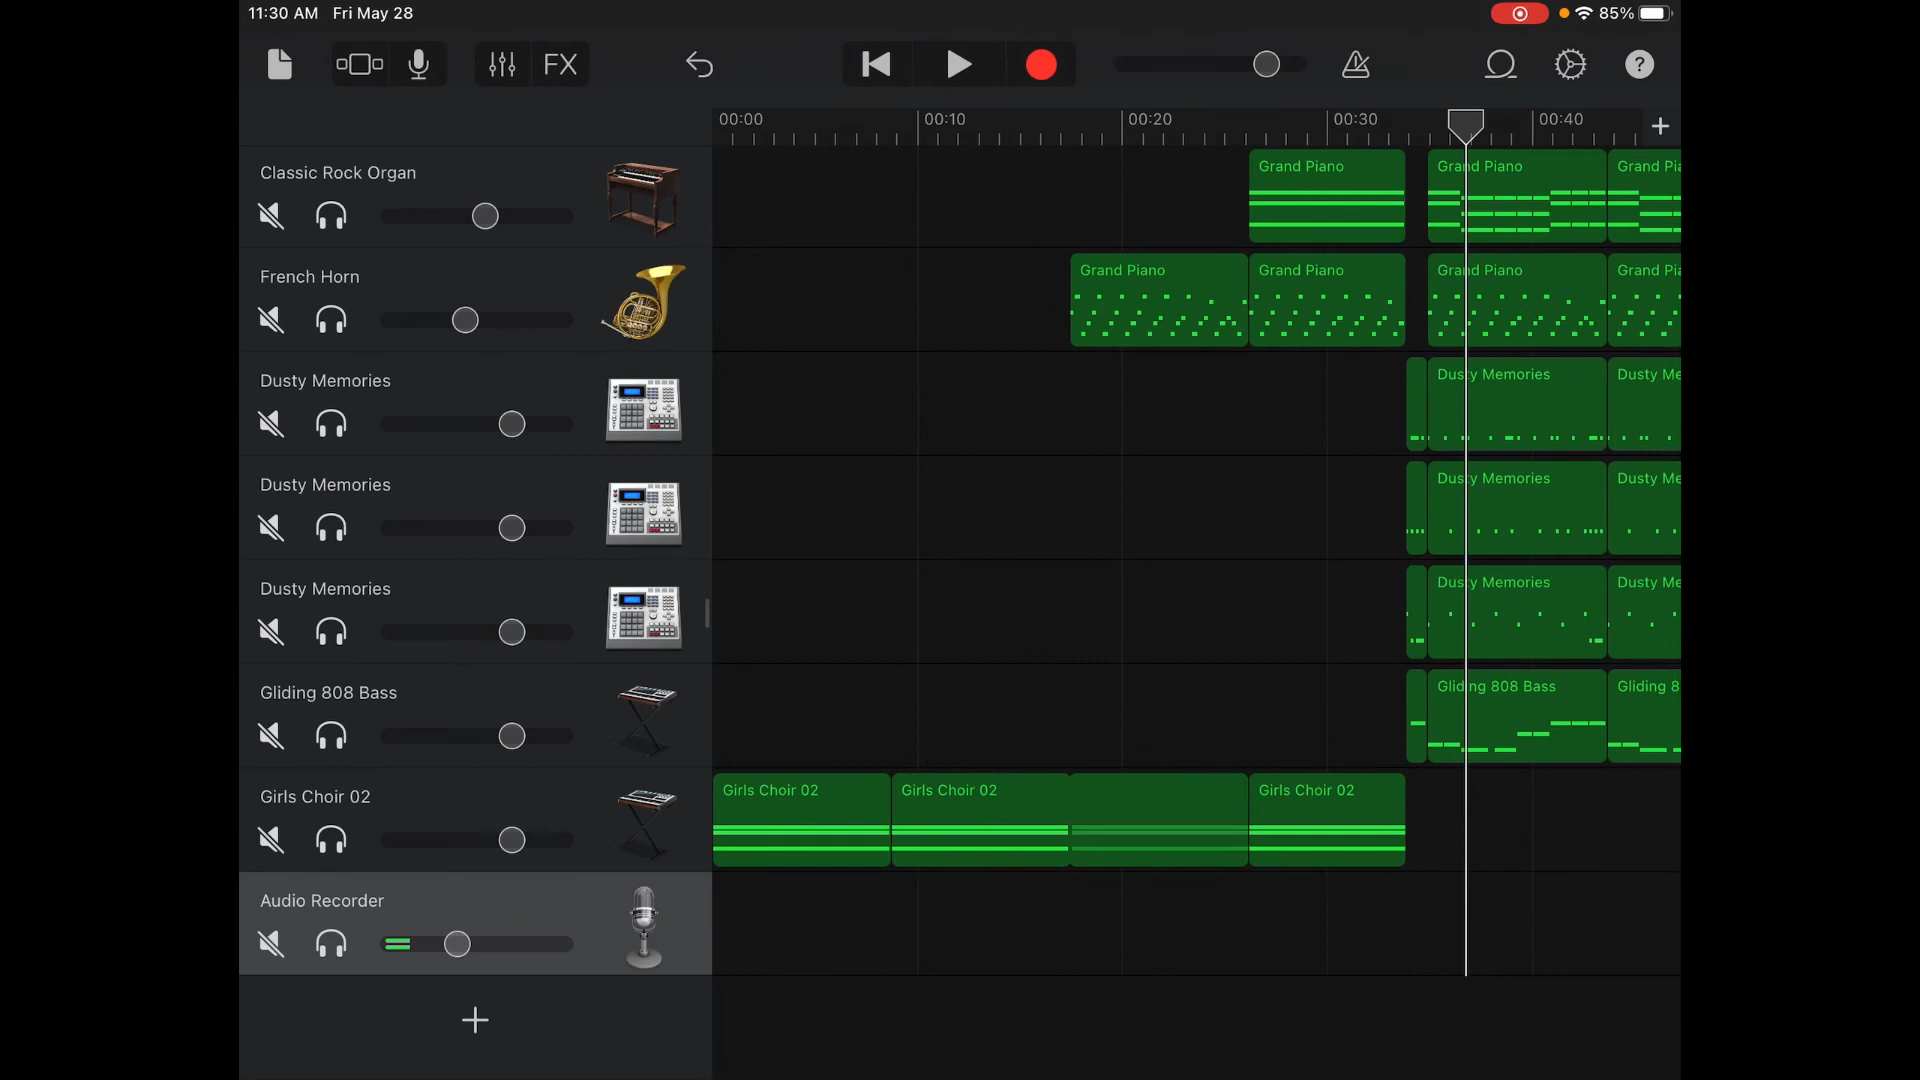 11:30 AM Fri May 28
85%
FX
?
00:00 00:10 00:20 00:30 00:40
Classic Rock Organ
Grand Piano Grand Piano Grand Pia
French Horn
Grand Piano Grand Piano Grand Piano Grand Pia
Dusty Memories
Dusty Memories Dusty Me
Dusty Memories
Dusty Memories Dusty Me
Dusty Memories
Dusty Memories Dusty Me
Gliding 808 Bass
Gliding 808 Bass Gliding 8
Girls Choir 02
Girls Choir 02 Girls Choir 02 Girls Choir 02
Audio Recorder